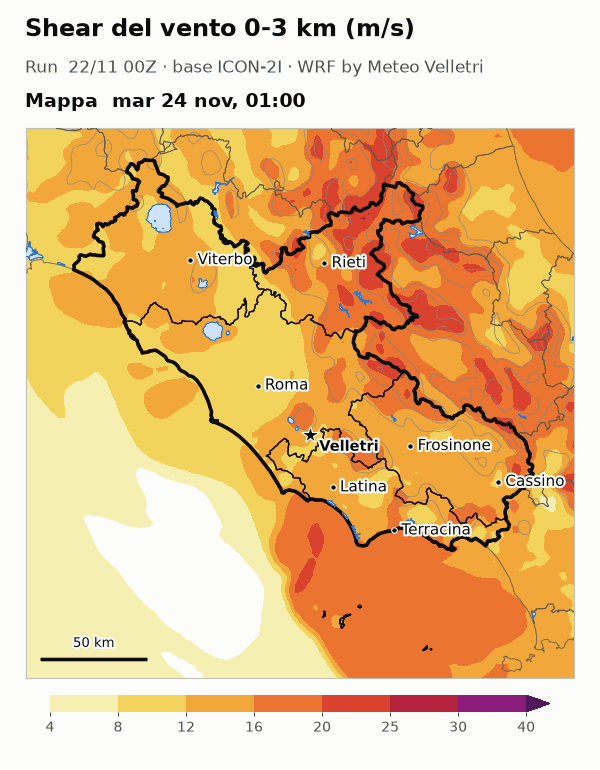 Shear del vento 0-3 km (m/s)
Run  22/11 00Z · base ICON-2I · WRF by Meteo Velletri
Mappa  mar 24 nov, 01:00
Viterbo
Rieti
Roma
Velletri
Frosinone
Latina
Cassino
Terracina
50 km
4 8 12 16 20 25 30 40